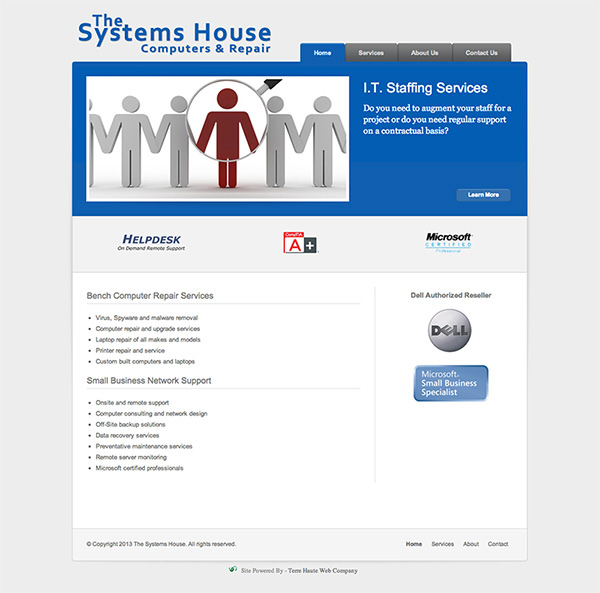 The
Systems House
Computers & Repair
Home
Services
About Us
Contact Us
I.T. Staffing Services
Do you need to augment your staff for a
project or do you need regular support
on a contractual basis?
Learn More
HELPDESK
On Demand Remote Support
CompTIA
A+
Microsoft
CERTIFIED
Professional
Bench Computer Repair Services
Virus, Spyware and malware removal
Computer repair and upgrade services
Laptop repair of all makes and models
Printer repair and service
Custom built computers and laptops
Small Business Network Support
Onsite and remote support
Computer consulting and network design
Off-Site backup solutions
Data recovery services
Preventative maintenance services
Remote server monitoring
Microsoft certified professionals
Dell Authorized Reseller
DELL
Microsoft
Small Business
Specialist
© Copyright 2013 The Systems House. All rights reserved.
Home Services About Contact
Site Powered By - Terre Haute Web Company